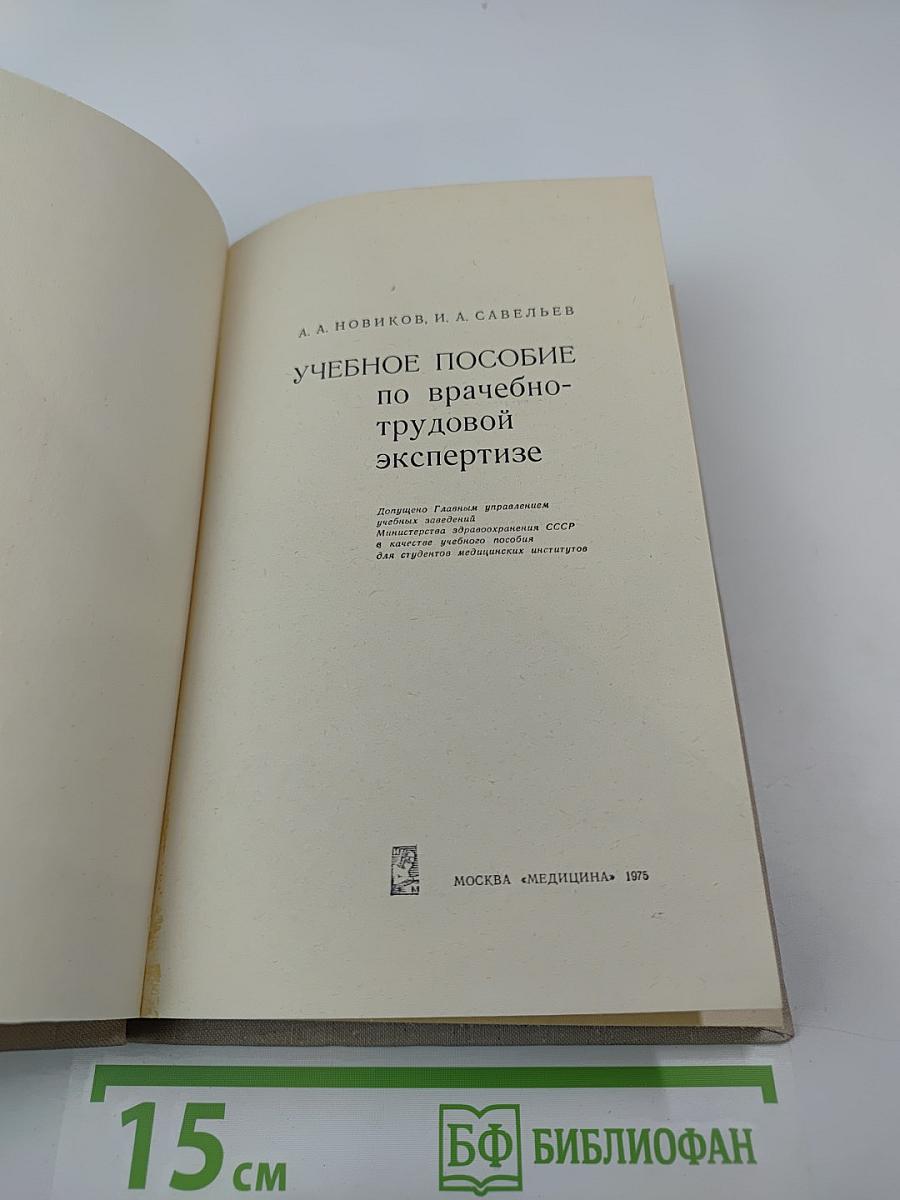 А. А. НОВИКОВ, И. А. САВЕЛЬЕВ
УЧЕБНОЕ ПОСОБИЕ
по врачебно-
трудовой
экспертизе
Допущено Главным управлением
учебных заведений
Министерства здравоохранения СССР
в качестве учебного пособия
для студентов медицинских институтов
М
МОСКВА «МЕДИЦИНА» 1975
15 см
БФ БИБЛИОФАН